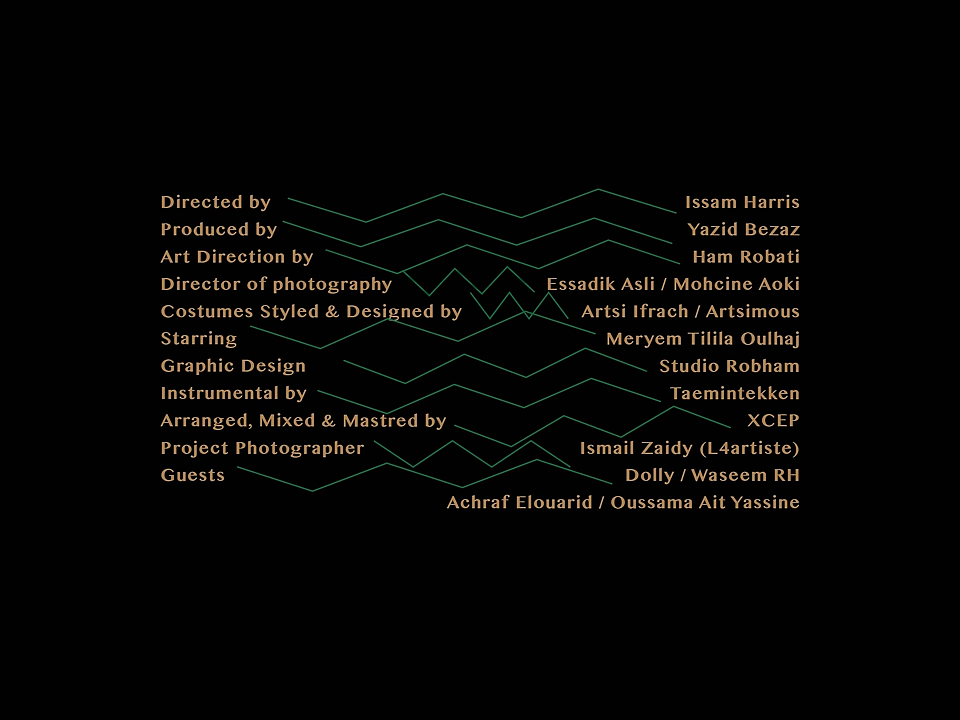 Directed by Issam Harris
Produced by Yazid Bezaz
Art Direction by Ham Robati
Director of photography Essadik Asli / Mohcine Aoki
Costumes Styled & Designed by Artsi Ifrach / Artsimous
Starring Meryem Tilila Oulhaj
Graphic Design Studio Robham
Instrumental by Taemintekken
Arranged, Mixed & Mastred by XCEP
Project Photographer Ismail Zaidy (L4artiste)
Guests Dolly / Waseem RH
Achraf Elouarid / Oussama Ait Yassine